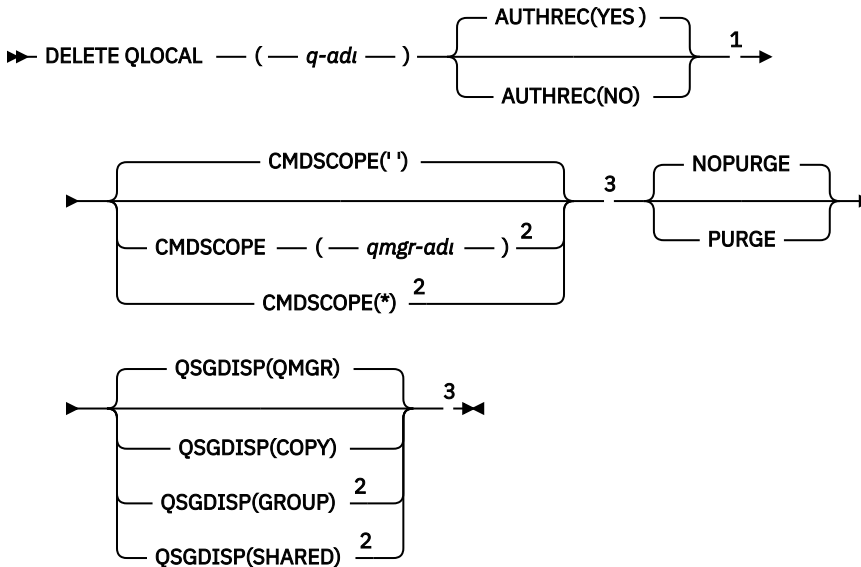 AUTHREC(YES )
DELETE QLOCAL ( q-adı ) 1
AUTHREC(NO)
CMDSCOPE(' ')
3 NOPURGE
CMDSCOPE ( qmgr-adı ) 2
PURGE
CMDSCOPE(*) 2
QSGDISP(QMGR)
3
QSGDISP(COPY)
QSGDISP(GROUP) 2
QSGDISP(SHARED) 2